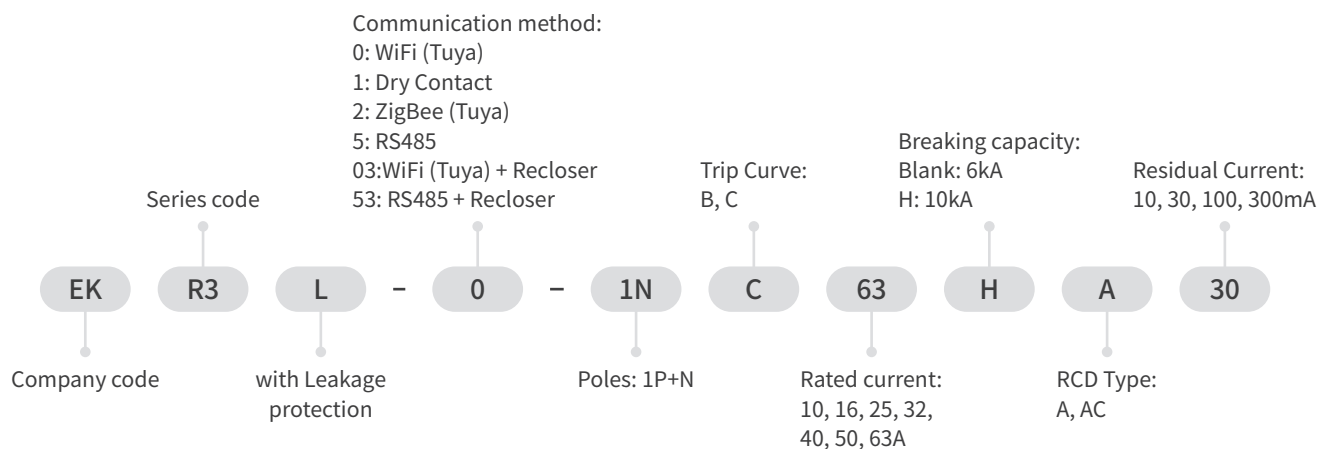 Communication method:
0: WiFi (Tuya)
1: Dry Contact
2: ZigBee (Tuya)
5: RS485
03:WiFi (Tuya) + Recloser
53: RS485 + Recloser
Series code
Trip Curve:
B, C
Breaking capacity:
Blank: 6kA
H: 10kA
Residual Current:
10, 30, 100, 300mA
EK R3 L – 0 – 1N C 63 H A 30
Company code
with Leakage
protection
Poles: 1P+N
Rated current:
10, 16, 25, 32,
40, 50, 63A
RCD Type:
A, AC